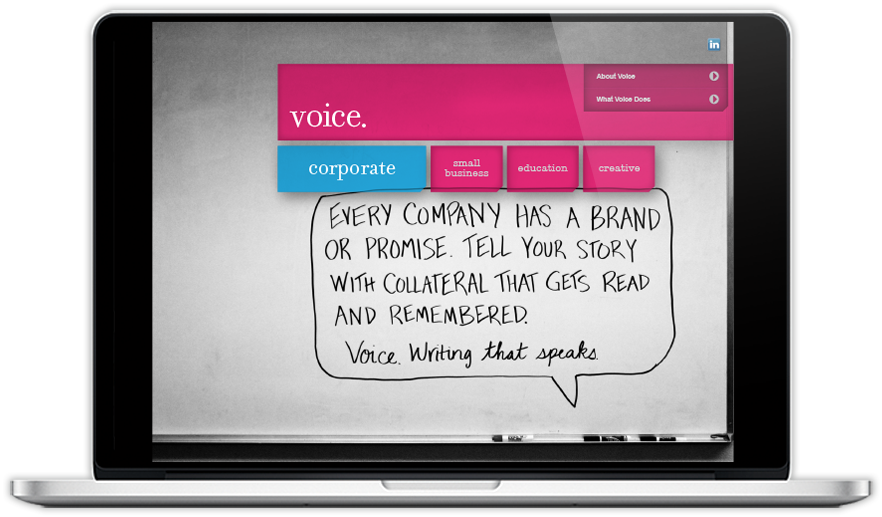 in
About Voice
What Voice Does
voice.
corporate
small
business
education
creative
EVERY COMPANY HAS A BRAND
OR PROMISE. TELL YOUR STORY
WITH COLLATERAL THAT GETS READ
AND REMEMBERED.
Voice. Writing that speaks.